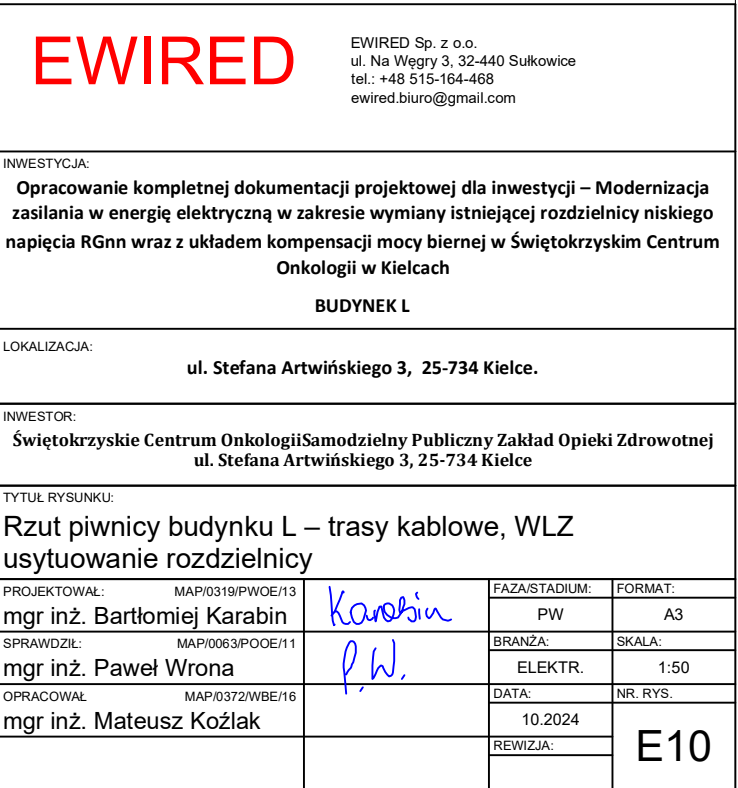 EWIRED
EWIRED Sp. z o.o.
ul. Na Węgry 3, 32-440 Sułkowice
tel.: +48 515-164-468
ewired.biuro@gmail.com
INWESTYCJA:
Opracowanie kompletnej dokumentacji projektowej dla inwestycji – Modernizacja
zasilania w energię elektryczną w zakresie wymiany istniejącej rozdzielnicy niskiego
napięcia RGnn wraz z układem kompensacji mocy biernej w Świętokrzyskim Centrum
Onkologii w Kielcach
BUDYNEK L
LOKALIZACJA:
ul. Stefana Artwińskiego 3, 25-734 Kielce.
INWESTOR:
Świętokrzyskie Centrum OnkologiiSamodzielny Publiczny Zakład Opieki Zdrowotnej
ul. Stefana Artwińskiego 3, 25-734 Kielce
TYTUŁ RYSUNKU:
Rzut piwnicy budynku L – trasy kablowe, WLZ
usytuowanie rozdzielnicy
PROJEKTOWAŁ: MAP/0319/PWOE/13
mgr inż. Bartłomiej Karabin
Karabin
FAZA/STADIUM:
PW
FORMAT:
A3
SPRAWDZIŁ: MAP/0063/POOE/11
mgr inż. Paweł Wrona
P.W.
BRANŻA:
ELEKTR.
SKALA:
1:50
OPRACOWAŁ MAP/0372/WBE/16
mgr inż. Mateusz Koźlak
DATA:
10.2024
NR. RYS.
E10
REWIZJA: